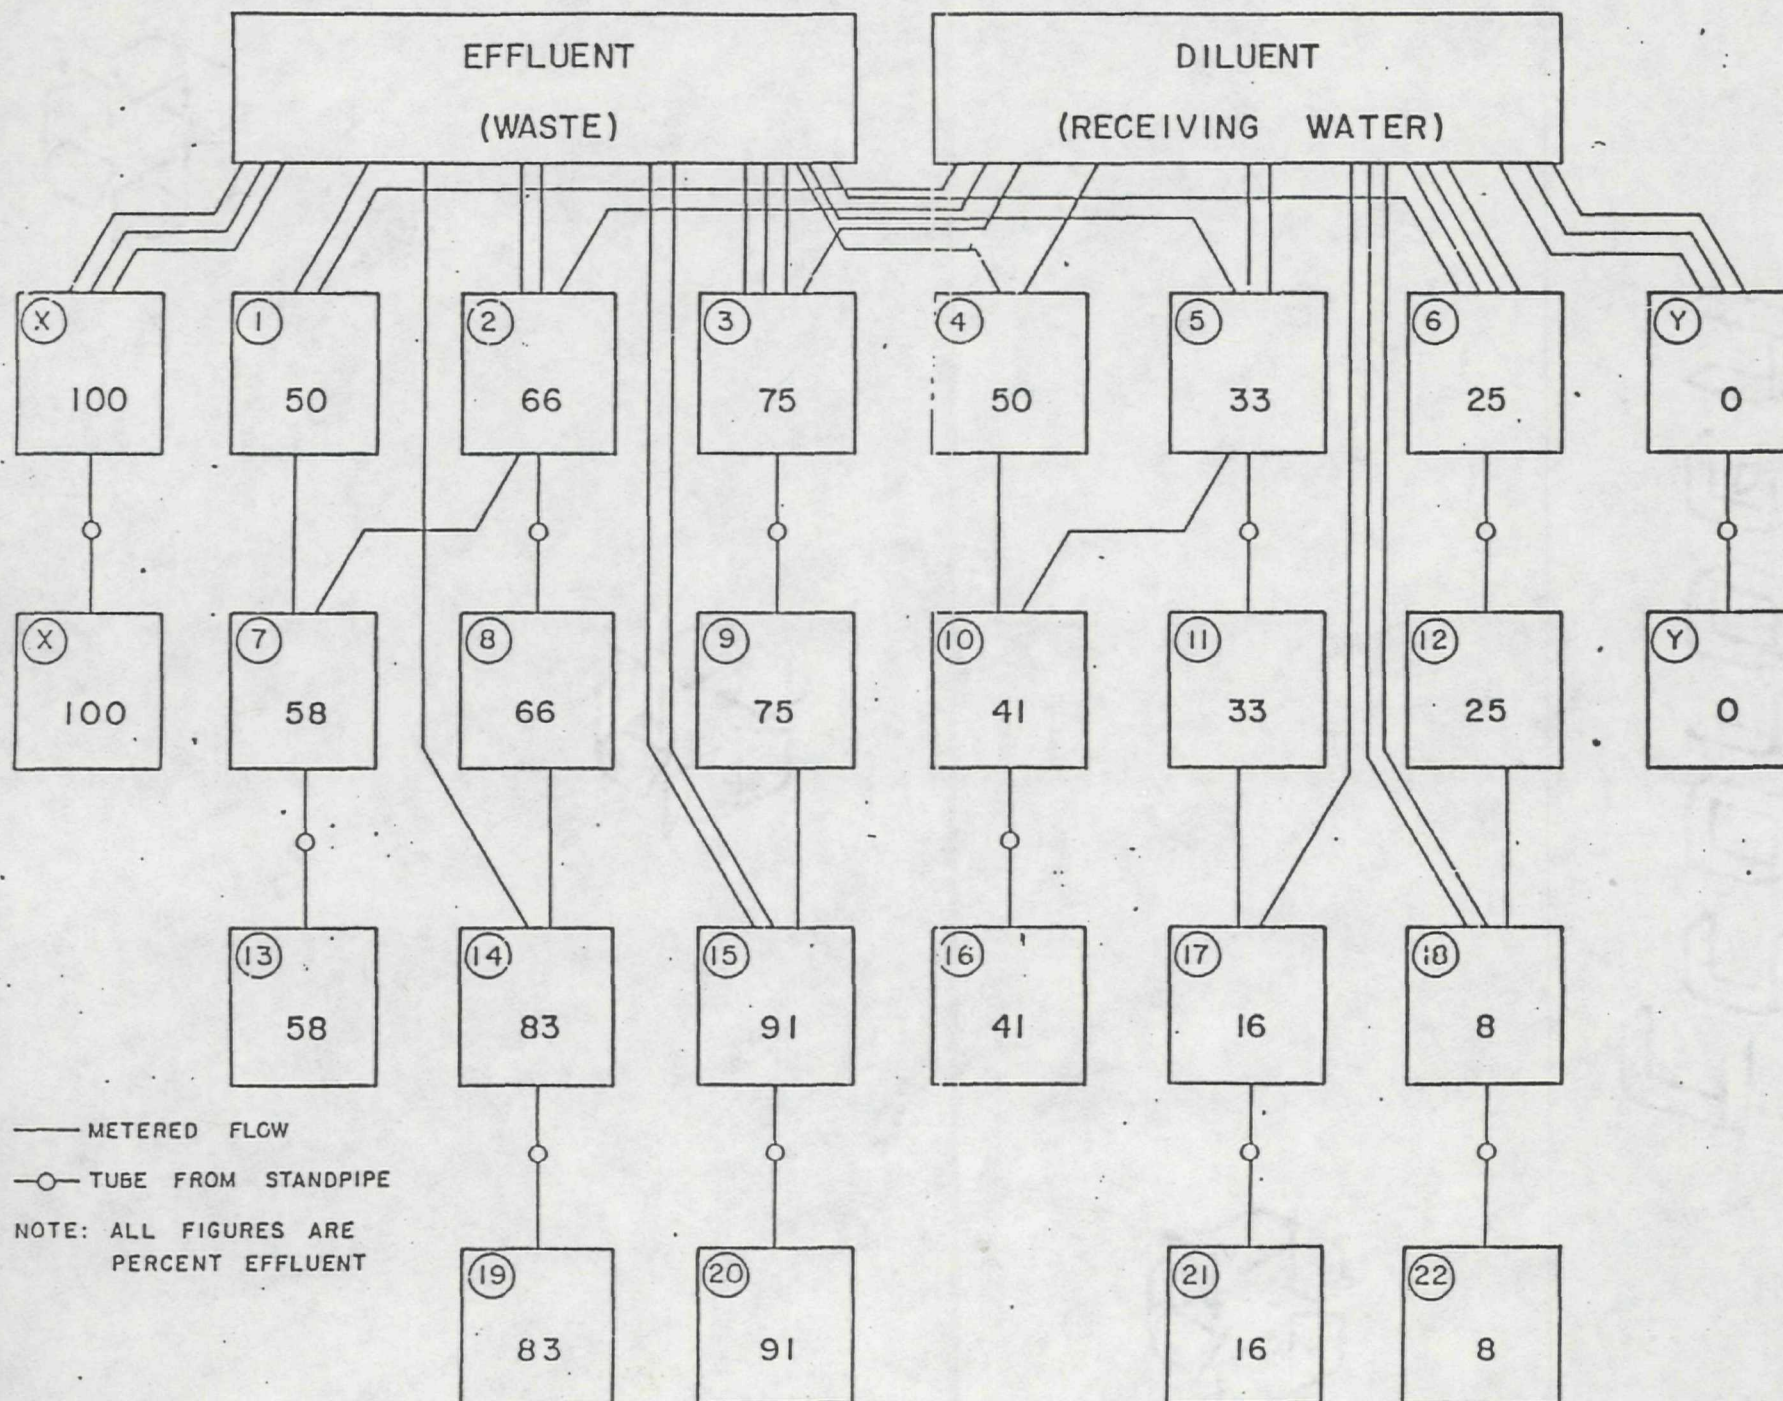 EFFLUENT
(WASTE)
DILUENT
(RECEIVING WATER)
X 1 2 3 4 5 6 Y
100 50 66 75 50 33 25 0
X 7 8 9 10 11 12 Y
100 58 66 75 41 33 25 0
13 14 15 16 17 18
58 83 91 41 16 8
METERED FLOW
TUBE FROM STANDPIPE
NOTE: ALL FIGURES ARE
PERCENT EFFLUENT
19 20 21 22
83 91 16 8